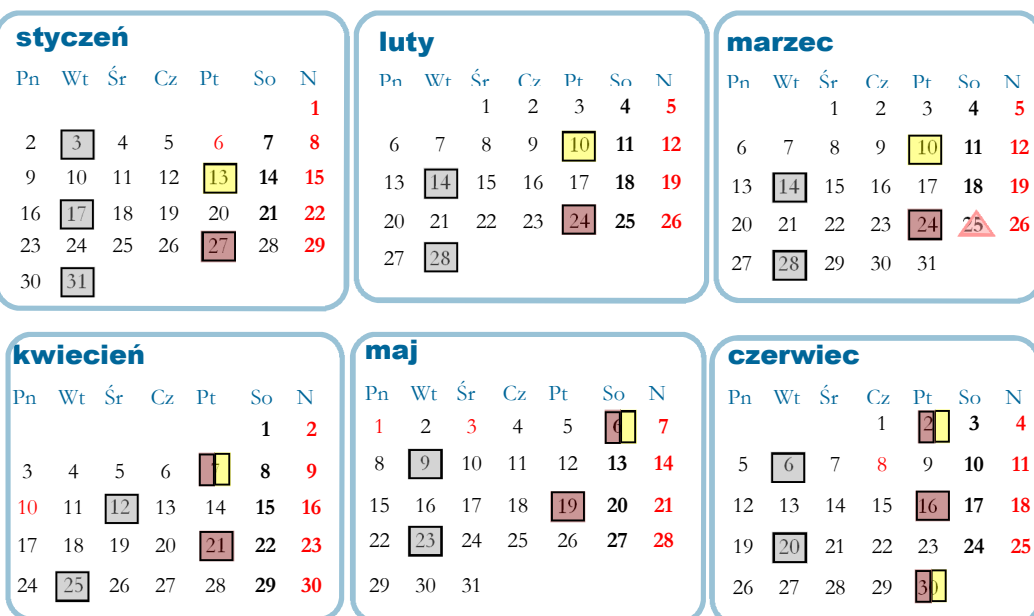 styczeń
Pn Wt Śr Cz Pt So N
1
2 3 4 5 6 7 8
9 10 11 12 13 14 15
16 17 18 19 20 21 22
23 24 25 26 27 28 29
30 31
luty
Pn Wt Śr Cz Pt So N
1 2 3 4 5
6 7 8 9 10 11 12
13 14 15 16 17 18 19
20 21 22 23 24 25 26
27 28
marzec
Pn Wt Śr Cz Pt So N
1 2 3 4 5
6 7 8 9 10 11 12
13 14 15 16 17 18 19
20 21 22 23 24 25 26
27 28 29 30 31
kwiecień
Pn Wt Śr Cz Pt So N
1 2
3 4 5 6 7 8 9
10 11 12 13 14 15 16
17 18 19 20 21 22 23
24 25 26 27 28 29 30
maj
Pn Wt Śr Cz Pt So N
1 2 3 4 5 6 7
8 9 10 11 12 13 14
15 16 17 18 19 20 21
22 23 24 25 26 27 28
29 30 31
czerwiec
Pn Wt Śr Cz Pt So N
1 2 3 4
5 6 7 8 9 10 11
12 13 14 15 16 17 18
19 20 21 22 23 24 25
26 27 28 29 30